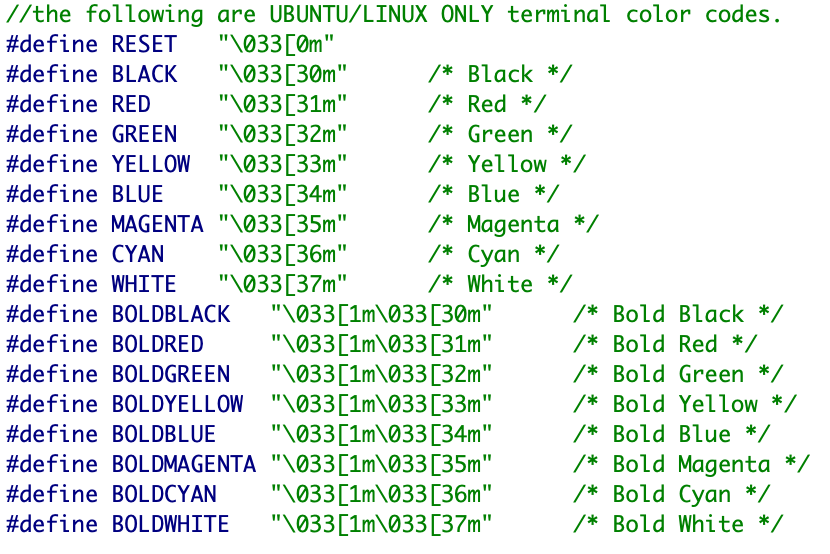 //the following are UBUNTU/LINUX ONLY terminal color codes.
#define RESET   "\033[0m"
#define BLACK   "\033[30m"      /* Black */
#define RED     "\033[31m"      /* Red */
#define GREEN   "\033[32m"      /* Green */
#define YELLOW  "\033[33m"      /* Yellow */
#define BLUE    "\033[34m"      /* Blue */
#define MAGENTA "\033[35m"      /* Magenta */
#define CYAN    "\033[36m"      /* Cyan */
#define WHITE   "\033[37m"      /* White */
#define BOLDBLACK   "\033[1m\033[30m"      /* Bold Black */
#define BOLDRED     "\033[1m\033[31m"      /* Bold Red */
#define BOLDGREEN   "\033[1m\033[32m"      /* Bold Green */
#define BOLDYELLOW  "\033[1m\033[33m"      /* Bold Yellow */
#define BOLDBLUE    "\033[1m\033[34m"      /* Bold Blue */
#define BOLDMAGENTA "\033[1m\033[35m"      /* Bold Magenta */
#define BOLDCYAN    "\033[1m\033[36m"      /* Bold Cyan */
#define BOLDWHITE   "\033[1m\033[37m"      /* Bold White */